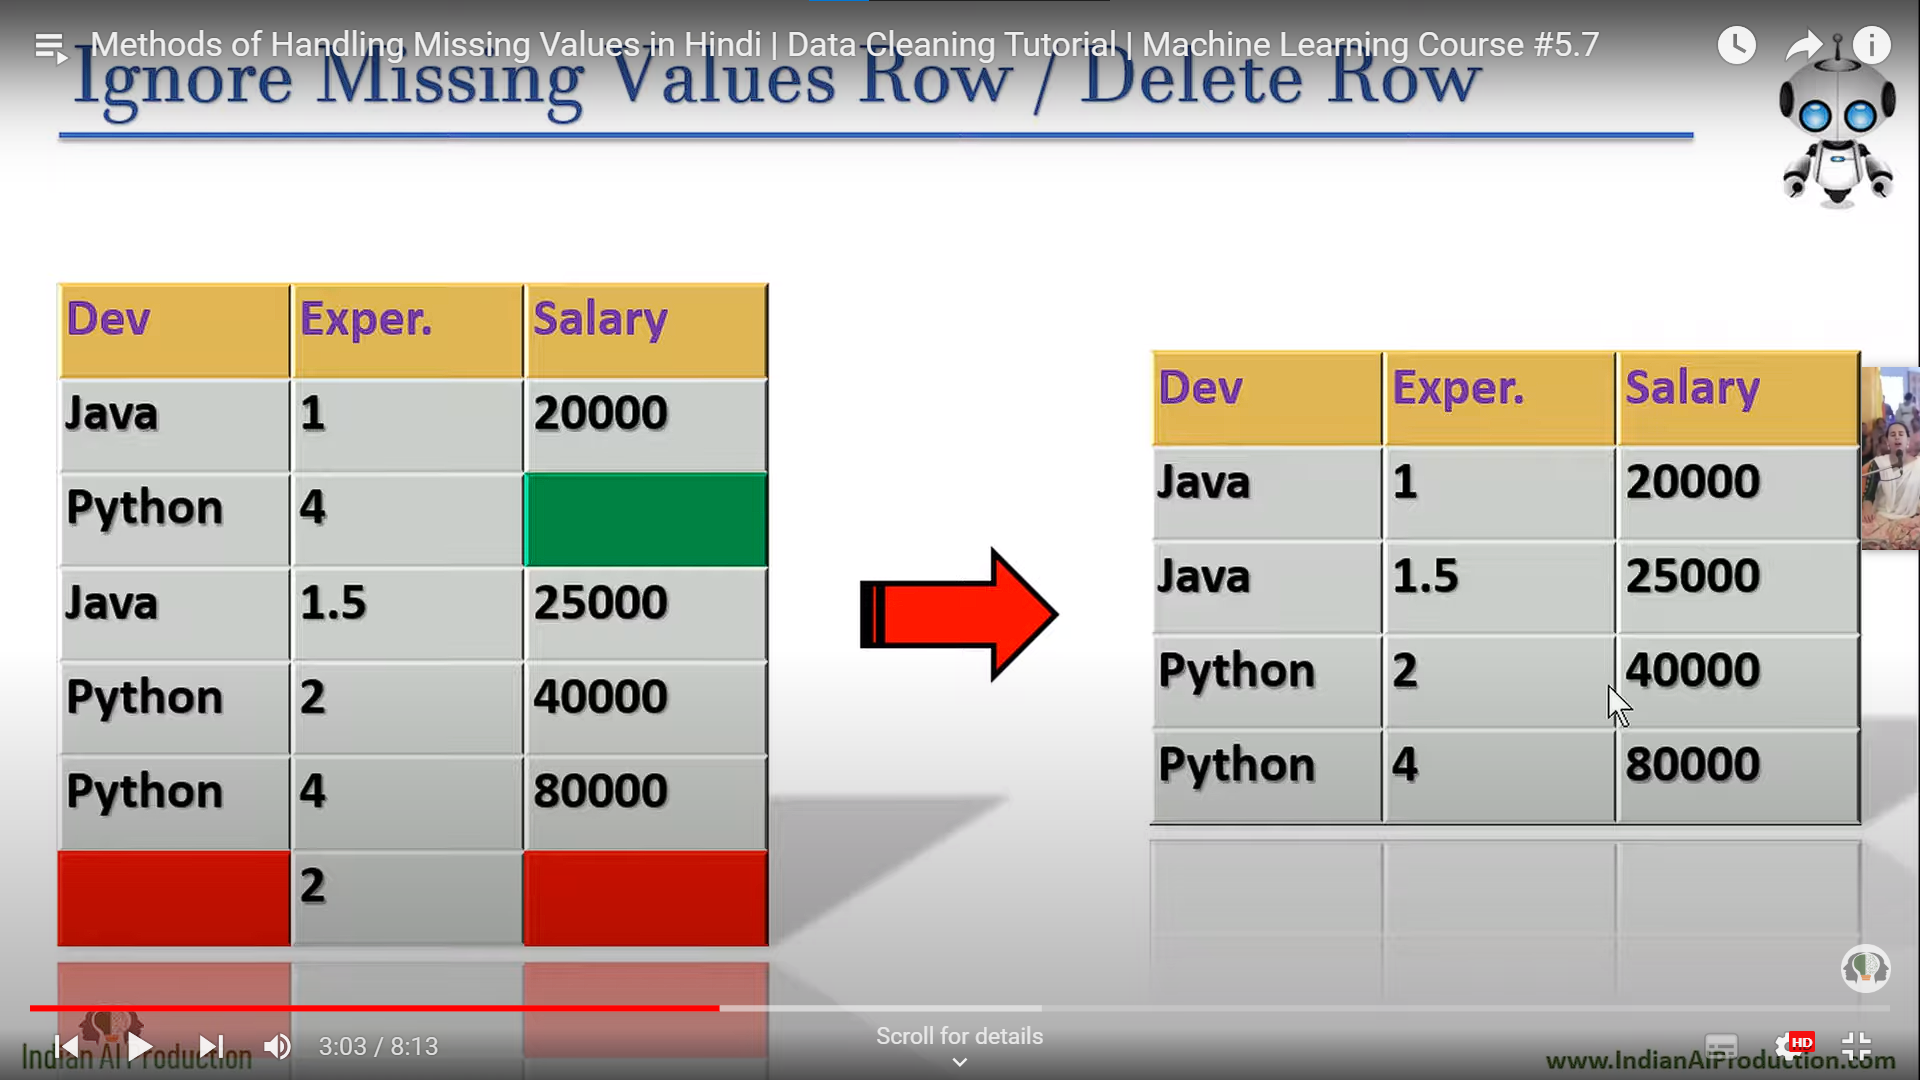 Methods of Handling Missing Values in Hindi | Data Cleaning Tutorial | Machine Learning Course #5.7
Ignore Missing Values Row / Delete Row
Dev Exper. Salary
Java 1 20000
Python 4
Java 1.5 25000
Python 2 40000
Python 4 80000
2
Dev Exper. Salary
Java 1 20000
Java 1.5 25000
Python 2 40000
Python 4 80000
Scroll for details
3:03 / 8:13
HD
Indian AI Production
www.IndianAIProduction.com